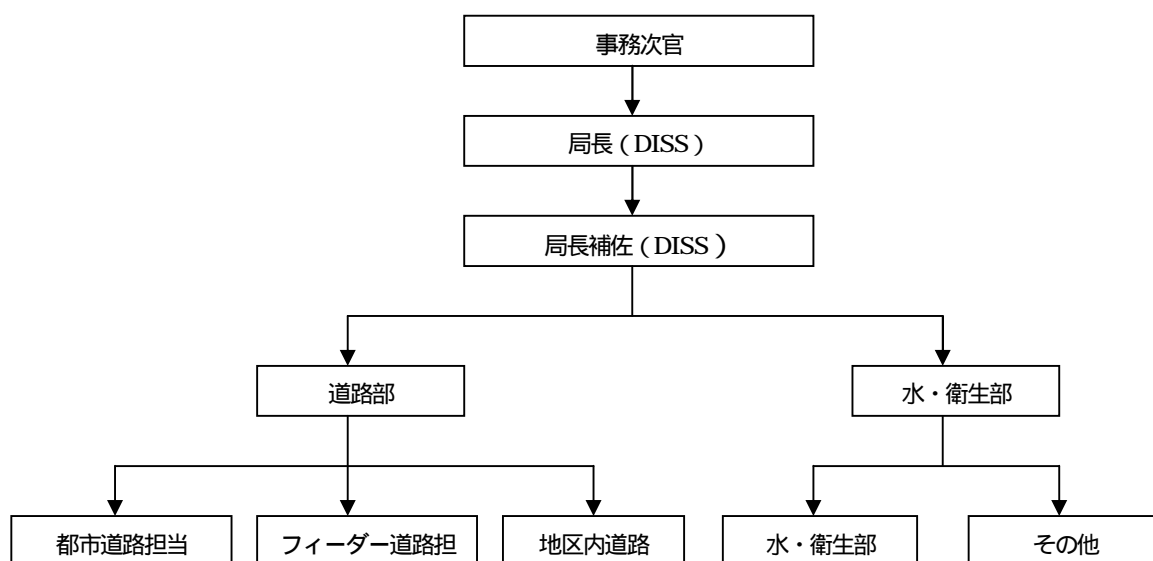 事務次官
局長（DISS）
局長補佐（DISS）
道路部
水・衛生部
都市道路担当
フィーダー道路担
地区内道路
水・衛生部
その他